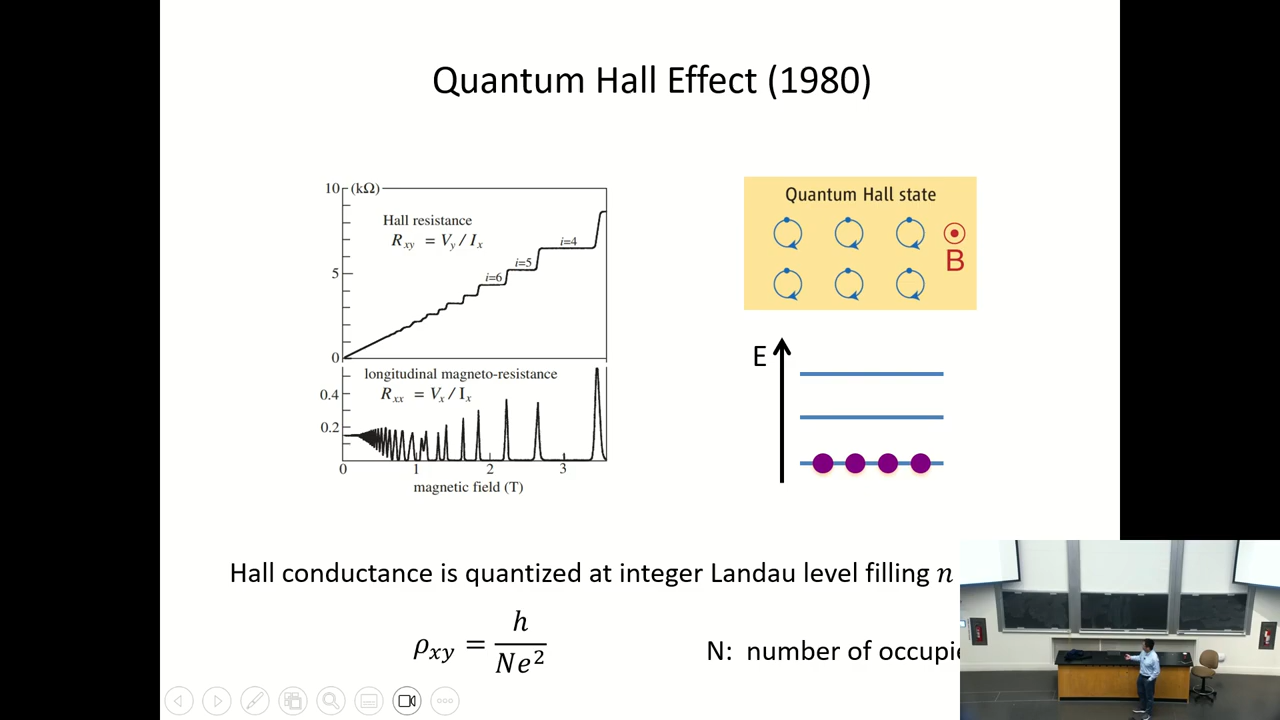 Quantum Hall Effect (1980)
10 (kΩ)
Hall resistance
R_xy = V_y / I_x
i=4
i=5
i=6
5
0
longitudinal magneto-resistance
R_xx = V_x / I_x
0.4
0.2
0 1 2 3
magnetic field (T)
Quantum Hall state
B
E
Hall conductance is quantized at integer Landau level filling n
ρ_xy = h / Ne²
N: number of